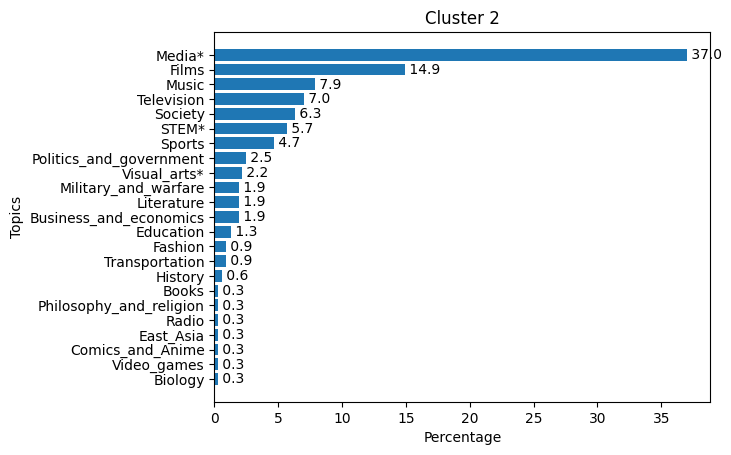 Cluster 2
Media* 37.0
Films 14.9
Music 7.9
Television 7.0
Society 6.3
STEM* 5.7
Sports 4.7
Politics_and_government 2.5
Visual_arts* 2.2
Military_and_warfare 1.9
Literature 1.9
Business_and_economics 1.9
Education 1.3
Fashion 0.9
Transportation 0.9
History 0.6
Books 0.3
Philosophy_and_religion 0.3
Radio 0.3
East_Asia 0.3
Comics_and_Anime 0.3
Video_games 0.3
Biology 0.3
Topics
0 5 10 15 20 25 30 35
Percentage